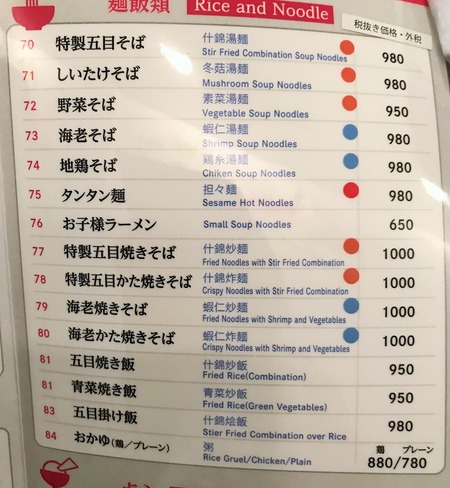 麺飯類 Rice and Noodle
税抜き価格・外税
70 特製五目そば 什錦湯麺 Stir Fried Combination Soup Noodles 980
71 しいたけそば 冬菇湯麺 Mushroom Soup Noodles 980
72 野菜そば 素菜湯麺 Vegetable Soup Noodles 950
73 海老そば 蝦仁湯麺 Shrimp Soup Noodles 980
74 地鶏そば 鶏糸湯麺 Chiken Soup Noodles 980
75 タンタン麺 担々麺 Sesame Hot Noodles 980
76 お子様ラーメン Small Soup Noodles 650
77 特製五目焼きそば 什錦炒麺 Fried Noodles with Stir Fried Combination 1000
78 特製五目かた焼きそば 什錦炸麺 Crispy Noodles with Stir Fried Combination 1000
79 海老焼きそば 蝦仁炒麺 Fried Noodles with Shrimp and Vegetables 1000
80 海老かた焼きそば 蝦仁炸麺 Crispy Noodles with Shrimp and Vegetables 1000
81 五目焼き飯 什錦炒飯 Fried Rice(Combination) 950
81 青菜焼き飯 青菜炒飯 Fried Rice(Green Vegetables) 950
83 五目掛け飯 什錦烩飯 Stier Fried Combination over Rice 980
84 おかゆ(鶏/プレーン) 粥 Rice Gruel/Chicken/Plain 鶏 プレーン 880/780